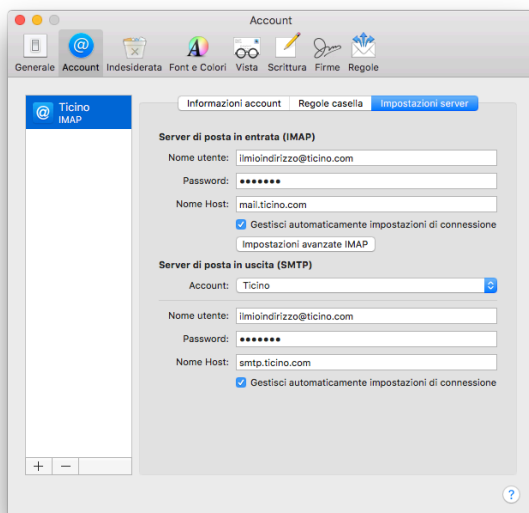 Account
Generale Account Indesiderata Font e Colori Vista Scrittura Firme Regole
Ticino
IMAP
Informazioni account Regole casella Impostazioni server
Server di posta in entrata (IMAP)
Nome utente: ilmioindirizzo@ticino.com
Password: •••••••
Nome Host: mail.ticino.com
Gestisci automaticamente impostazioni di connessione
Impostazioni avanzate IMAP
Server di posta in uscita (SMTP)
Account: Ticino
Nome utente: ilmioindirizzo@ticino.com
Password: •••••••
Nome Host: smtp.ticino.com
Gestisci automaticamente impostazioni di connessione
+ −
?